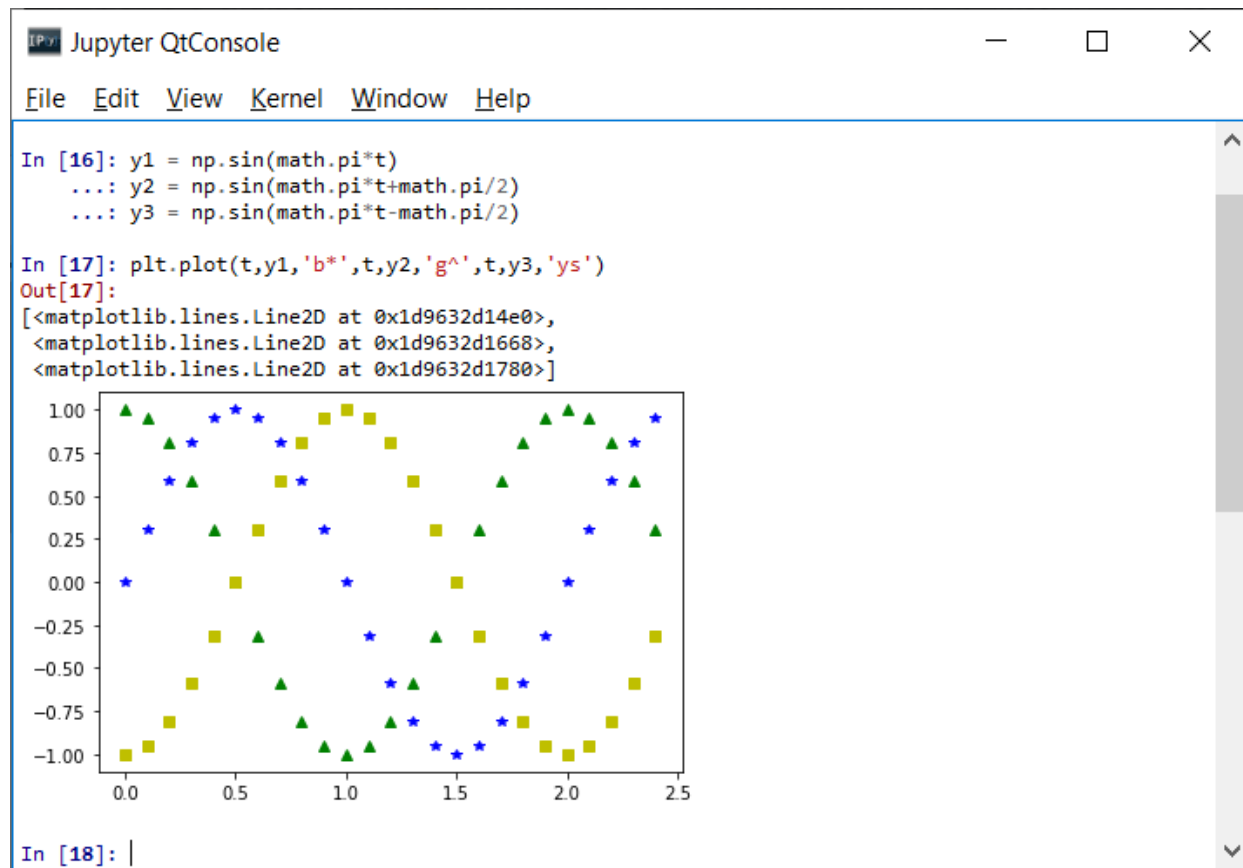 IP[y] Jupyter QtConsole
File Edit View Kernel Window Help
In [16]: y1 = np.sin(math.pi*t)
...: y2 = np.sin(math.pi*t+math.pi/2)
...: y3 = np.sin(math.pi*t-math.pi/2)
In [17]: plt.plot(t,y1,'b*',t,y2,'g^',t,y3,'ys')
Out[17]:
[<matplotlib.lines.Line2D at 0x1d9632d14e0>,
<matplotlib.lines.Line2D at 0x1d9632d1668>,
<matplotlib.lines.Line2D at 0x1d9632d1780>]
1.00
0.75
0.50
0.25
0.00
−0.25
−0.50
−0.75
−1.00
0.0 0.5 1.0 1.5 2.0 2.5
In [18]: